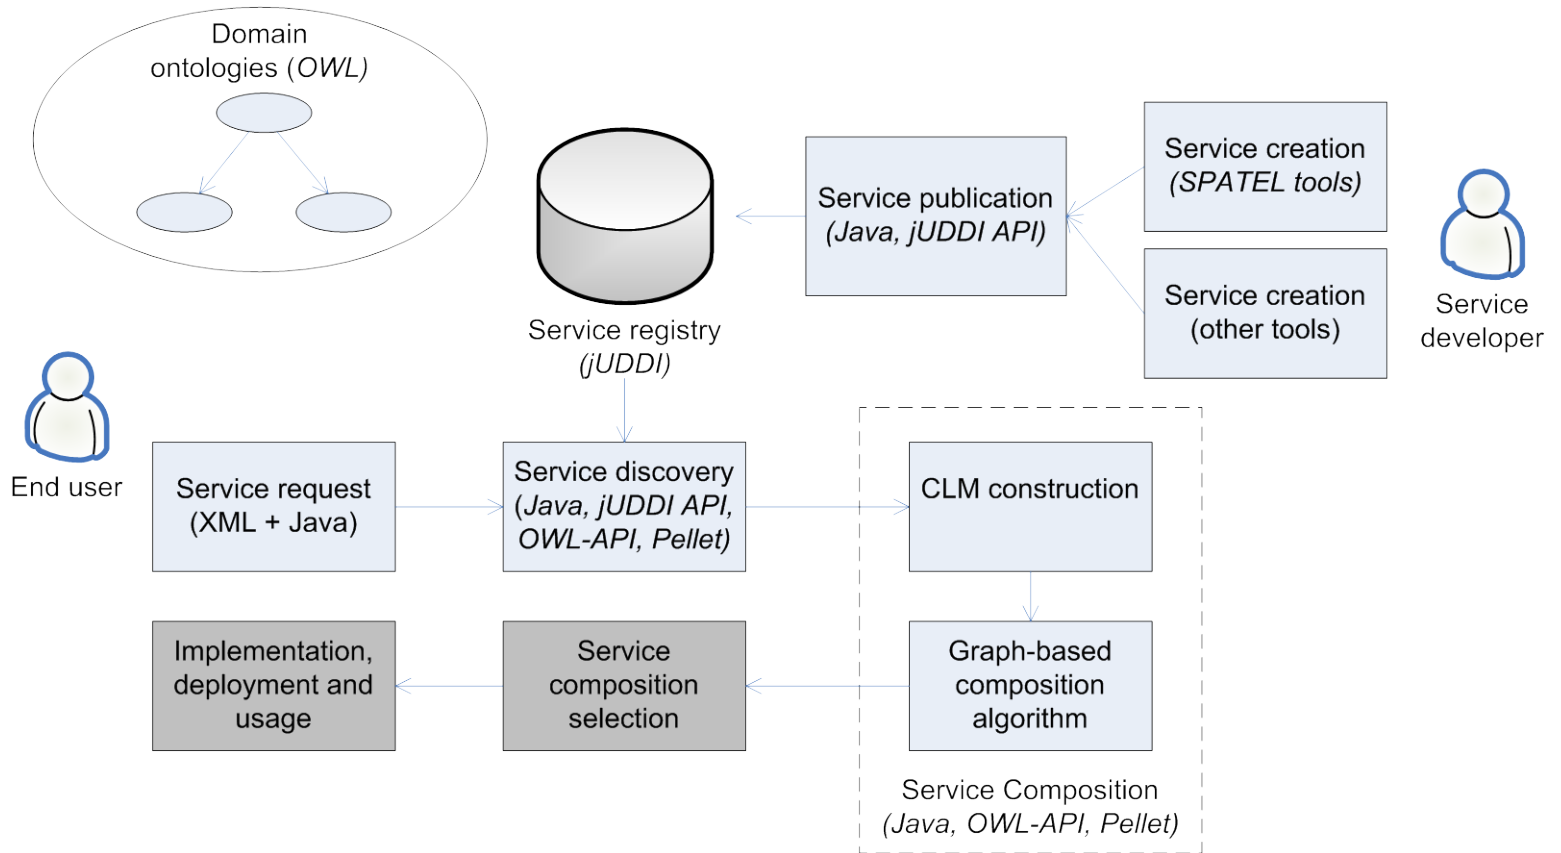 Domain
ontologies (OWL)
Service registry
(jUDDI)
Service publication
(Java, jUDDI API)
Service creation
(SPATEL tools)
Service creation
(other tools)
Service
developer
End user
Service request
(XML + Java)
Service discovery
(Java, jUDDI API,
OWL-API, Pellet)
CLM construction
Implementation,
deployment and
usage
Service
composition
selection
Graph-based
composition
algorithm
Service Composition
(Java, OWL-API, Pellet)